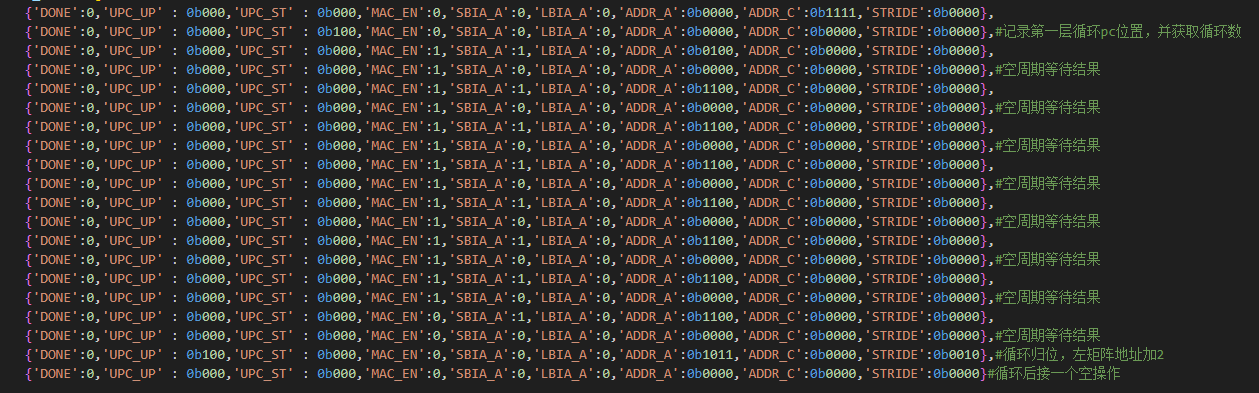 {'DONE':0,'UPC_UP' : 0b000,'UPC_ST' : 0b000,'MAC_EN':0,'SBIA_A':0,'LBIA_A':0,'ADDR_A':0b0000,'ADDR_C':0b1111,'STRIDE':0b0000},
{'DONE':0,'UPC_UP' : 0b000,'UPC_ST' : 0b100,'MAC_EN':0,'SBIA_A':0,'LBIA_A':0,'ADDR_A':0b0000,'ADDR_C':0b0000,'STRIDE':0b0000},#记录第一层循环pc位置，并获取循环数
{'DONE':0,'UPC_UP' : 0b000,'UPC_ST' : 0b000,'MAC_EN':1,'SBIA_A':1,'LBIA_A':0,'ADDR_A':0b0100,'ADDR_C':0b0000,'STRIDE':0b0000},
{'DONE':0,'UPC_UP' : 0b000,'UPC_ST' : 0b000,'MAC_EN':1,'SBIA_A':0,'LBIA_A':0,'ADDR_A':0b0000,'ADDR_C':0b0000,'STRIDE':0b0000},#空周期等待结果
{'DONE':0,'UPC_UP' : 0b000,'UPC_ST' : 0b000,'MAC_EN':1,'SBIA_A':1,'LBIA_A':0,'ADDR_A':0b1100,'ADDR_C':0b0000,'STRIDE':0b0000},
{'DONE':0,'UPC_UP' : 0b000,'UPC_ST' : 0b000,'MAC_EN':1,'SBIA_A':0,'LBIA_A':0,'ADDR_A':0b0000,'ADDR_C':0b0000,'STRIDE':0b0000},#空周期等待结果
{'DONE':0,'UPC_UP' : 0b000,'UPC_ST' : 0b000,'MAC_EN':1,'SBIA_A':1,'LBIA_A':0,'ADDR_A':0b1100,'ADDR_C':0b0000,'STRIDE':0b0000},
{'DONE':0,'UPC_UP' : 0b000,'UPC_ST' : 0b000,'MAC_EN':1,'SBIA_A':0,'LBIA_A':0,'ADDR_A':0b0000,'ADDR_C':0b0000,'STRIDE':0b0000},#空周期等待结果
{'DONE':0,'UPC_UP' : 0b000,'UPC_ST' : 0b000,'MAC_EN':1,'SBIA_A':1,'LBIA_A':0,'ADDR_A':0b1100,'ADDR_C':0b0000,'STRIDE':0b0000},
{'DONE':0,'UPC_UP' : 0b000,'UPC_ST' : 0b000,'MAC_EN':1,'SBIA_A':0,'LBIA_A':0,'ADDR_A':0b0000,'ADDR_C':0b0000,'STRIDE':0b0000},#空周期等待结果
{'DONE':0,'UPC_UP' : 0b000,'UPC_ST' : 0b000,'MAC_EN':1,'SBIA_A':1,'LBIA_A':0,'ADDR_A':0b1100,'ADDR_C':0b0000,'STRIDE':0b0000},
{'DONE':0,'UPC_UP' : 0b000,'UPC_ST' : 0b000,'MAC_EN':1,'SBIA_A':0,'LBIA_A':0,'ADDR_A':0b0000,'ADDR_C':0b0000,'STRIDE':0b0000},#空周期等待结果
{'DONE':0,'UPC_UP' : 0b000,'UPC_ST' : 0b000,'MAC_EN':1,'SBIA_A':1,'LBIA_A':0,'ADDR_A':0b1100,'ADDR_C':0b0000,'STRIDE':0b0000},
{'DONE':0,'UPC_UP' : 0b000,'UPC_ST' : 0b000,'MAC_EN':1,'SBIA_A':0,'LBIA_A':0,'ADDR_A':0b0000,'ADDR_C':0b0000,'STRIDE':0b0000},#空周期等待结果
{'DONE':0,'UPC_UP' : 0b000,'UPC_ST' : 0b000,'MAC_EN':1,'SBIA_A':1,'LBIA_A':0,'ADDR_A':0b1100,'ADDR_C':0b0000,'STRIDE':0b0000},
{'DONE':0,'UPC_UP' : 0b000,'UPC_ST' : 0b000,'MAC_EN':1,'SBIA_A':0,'LBIA_A':0,'ADDR_A':0b0000,'ADDR_C':0b0000,'STRIDE':0b0000},#空周期等待结果
{'DONE':0,'UPC_UP' : 0b000,'UPC_ST' : 0b000,'MAC_EN':0,'SBIA_A':1,'LBIA_A':0,'ADDR_A':0b1100,'ADDR_C':0b0000,'STRIDE':0b0000},
{'DONE':0,'UPC_UP' : 0b000,'UPC_ST' : 0b000,'MAC_EN':0,'SBIA_A':0,'LBIA_A':0,'ADDR_A':0b0000,'ADDR_C':0b0000,'STRIDE':0b0000},#空周期等待结果
{'DONE':0,'UPC_UP' : 0b100,'UPC_ST' : 0b000,'MAC_EN':0,'SBIA_A':0,'LBIA_A':0,'ADDR_A':0b1011,'ADDR_C':0b0000,'STRIDE':0b0010},#循环归位，左矩阵地址加2
{'DONE':0,'UPC_UP' : 0b000,'UPC_ST' : 0b000,'MAC_EN':0,'SBIA_A':0,'LBIA_A':0,'ADDR_A':0b0000,'ADDR_C':0b0000,'STRIDE':0b0000}#循环后接一个空操作